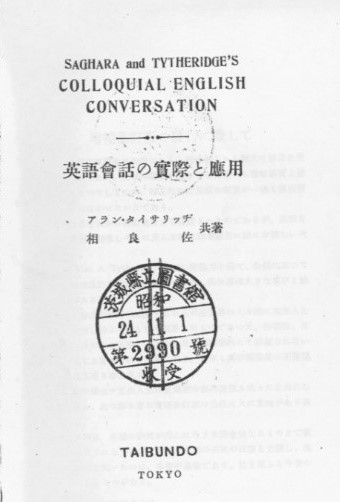 SAGHARA and TYTHERIDGE'S
COLLOQUIAL ENGLISH
CONVERSATION
英語會話の實際と應用
アラン・タイサリッヂ
相良佐
共著
茨城縣立圖書館
昭和
24. 11. 1
第2990號
收受
TAIBUNDO
TOKYO